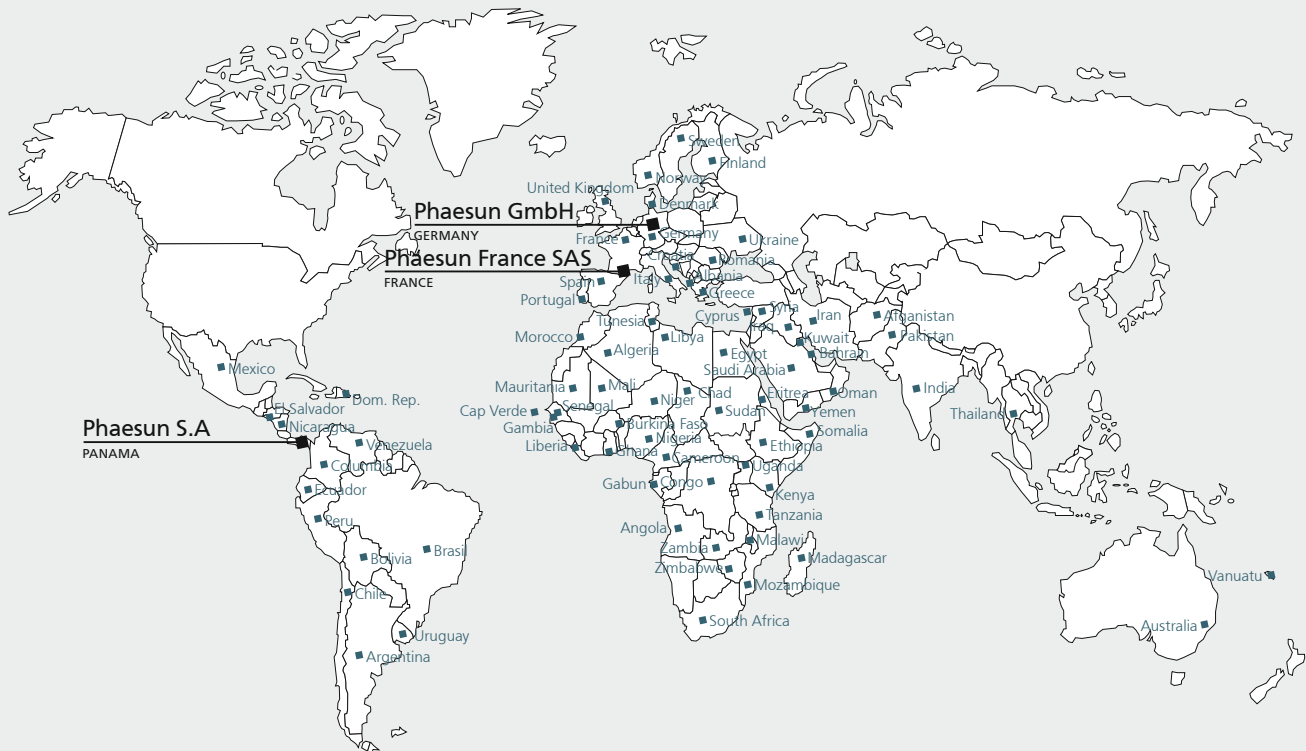 Sweden
Finland
Norway
United Kingdom
Denmark
Phaesun GmbH
GERMANY
Germany
France
Ukraine
Croatia
Phaesun France SAS
FRANCE
Romania
Albania
Italy
Spain
Greece
Portugal
Cyprus
Syria
Iran
Afganistan
Tunesia
Iraq
Morocco
Libya
Kuwait
Pakistan
Algeria
Egypt
Bahrain
Saudi Arabia
Mexico
Mauritania
Mali
Chad
Eritrea
Oman
India
Niger
Dom. Rep.
El Salvador
Cap Verde
Senegal
Sudan
Yemen
Thailand
Nicaragua
Gambia
Burkina Faso
Somalia
Phaesun S.A
PANAMA
Venezuela
Liberia
Ghana
Nigeria
Ethiopia
Columbia
Cameroon
Uganda
Ecuador
Gabun
Congo
Kenya
Peru
Tanzania
Angola
Malawi
Brasil
Zambia
Bolivia
Madagascar
Zimbabwe
Vanuatu
Mozambique
Chile
South Africa
Australia
Uruguay
Argentina